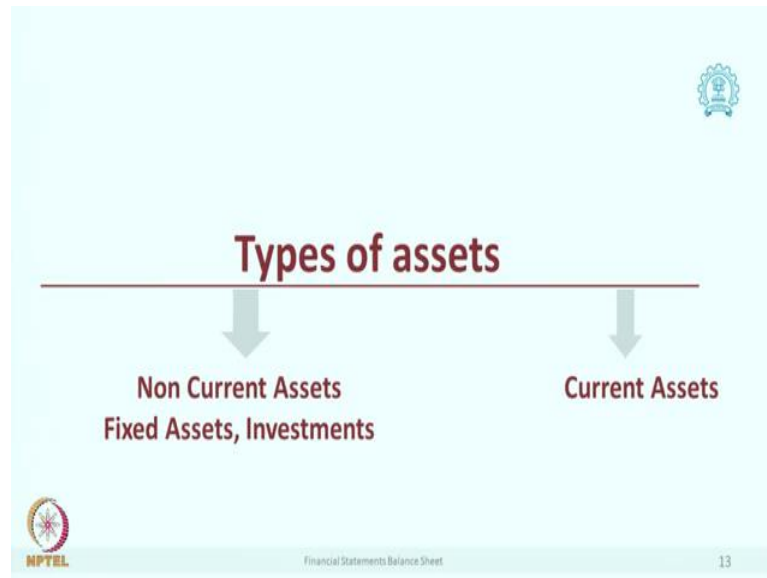 Types of assets
Non Current Assets
Fixed Assets, Investments
Current Assets
NPTEL
Financial Statements Balance Sheet
13